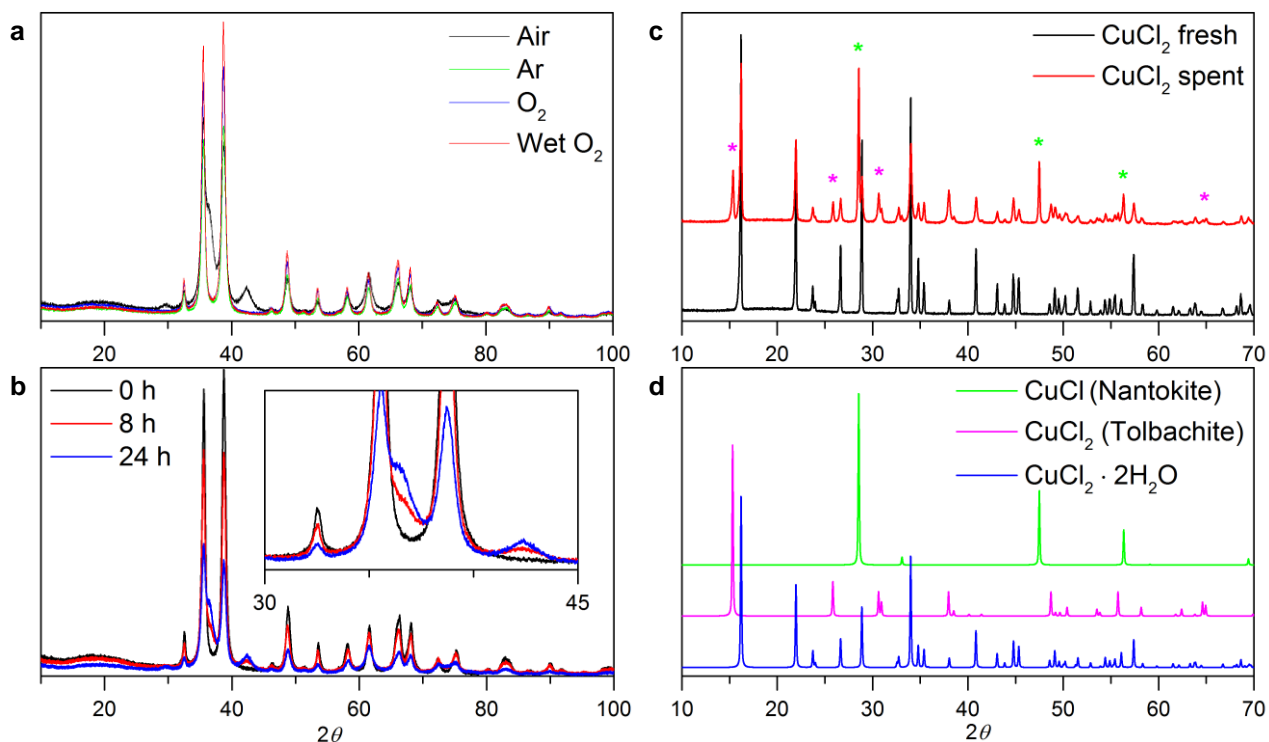 a
Air
Ar
O₂
Wet O₂
20 40 60 80 100
b
0 h
8 h
24 h
30 45
20 40 60 80 100
2θ
c
*
CuCl₂ fresh
CuCl₂ spent
* * * * * *
10 20 30 40 50 60 70
d
CuCl (Nantokite)
CuCl₂ (Tolbachite)
CuCl₂ · 2H₂O
10 20 30 40 50 60 70
2θ